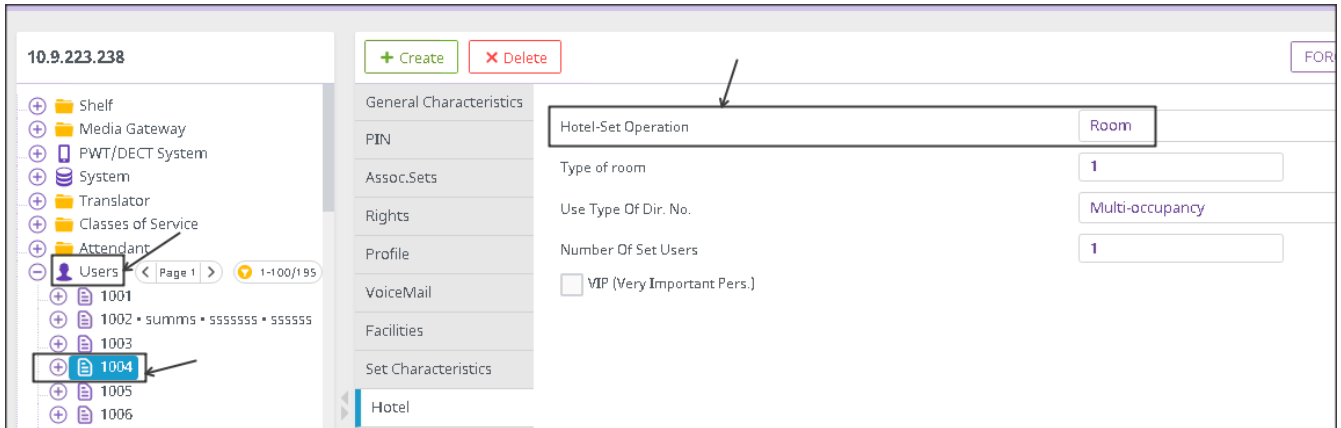 10.9.223.238
Shelf
Media Gateway
PWT/DECT System
System
Translator
Classes of Service
Attendant
Users < Page 1 > 1-100/195
1001
1002 • summs • sssssss • ssssss
1003
1004
1005
1006
+ Create
× Delete
General Characteristics
PIN
Assoc.Sets
Rights
Profile
VoiceMail
Facilities
Set Characteristics
Hotel
Hotel-Set Operation Room
Type of room 1
Use Type Of Dir. No. Multi-occupancy
Number Of Set Users 1
VIP (Very Important Pers.)